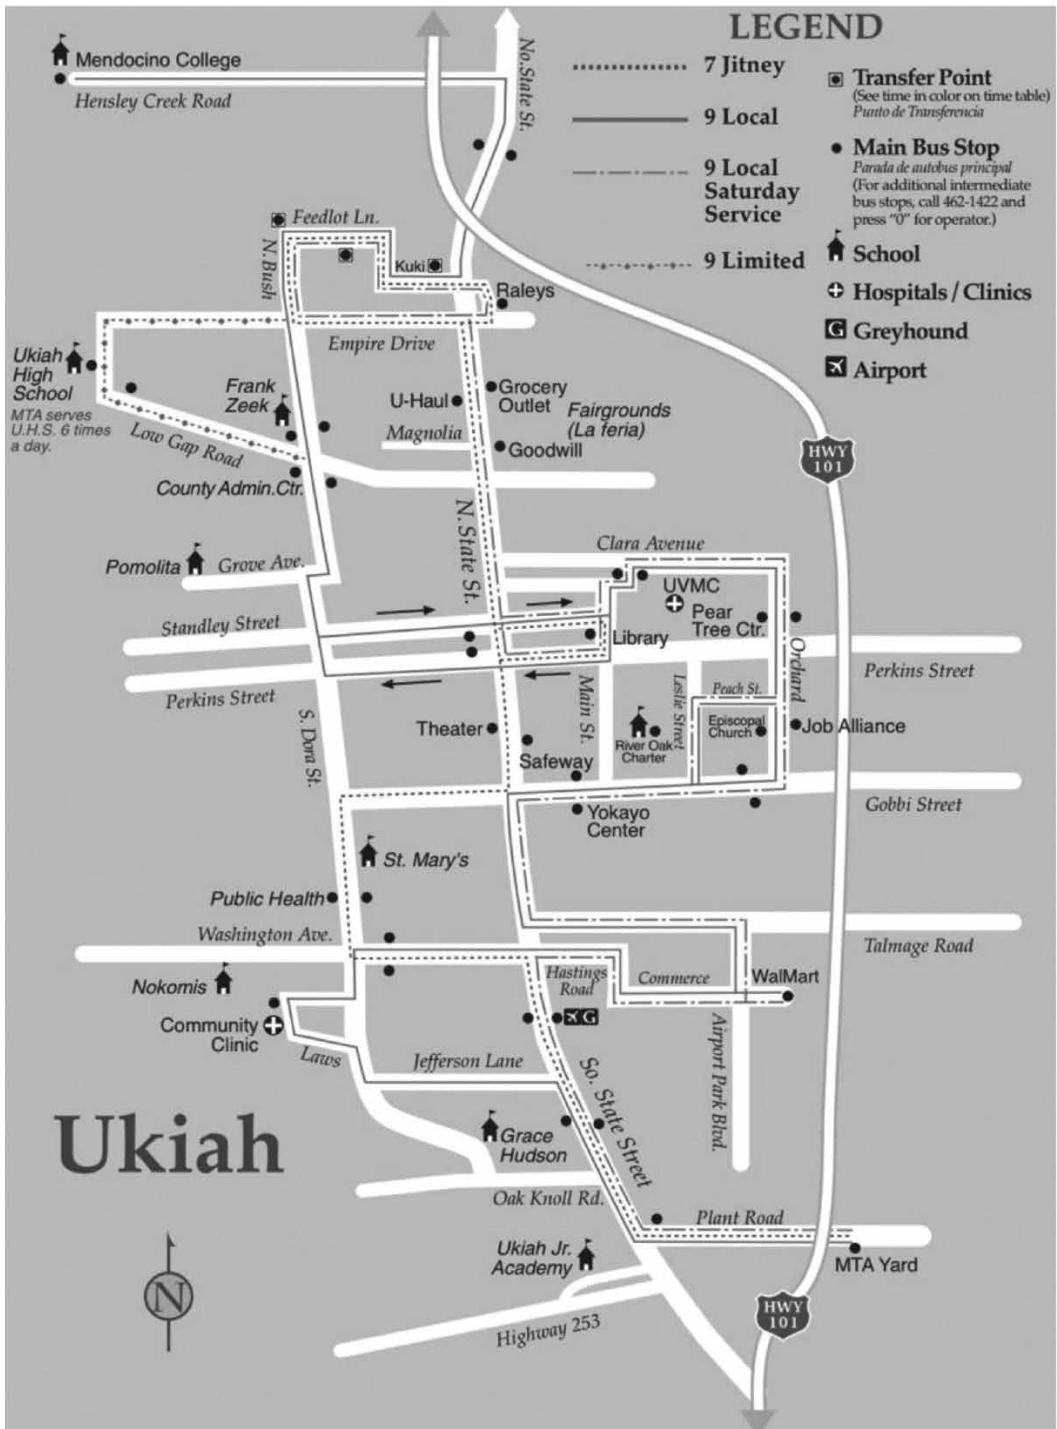 LEGEND
7 Jitney
9 Local
9 Local
Saturday
Service
9 Limited
Transfer Point
(See time in color on time table)
Punto de Transferencia
Main Bus Stop
Parada de autobus principal
(For additional intermediate
bus stops, call 462-1422 and
press "0" for operator.)
School
Hospitals / Clinics
G Greyhound
Airport
Mendocino College
Hensley Creek Road
No. State St.
Feedlot Ln.
N. Bush
Kuki
Raleys
Empire Drive
Ukiah
High
School
MTA serves
U.H.S. 6 times
a day.
Frank
Zeek
U-Haul
Grocery
Outlet
Fairgrounds
(La feria)
Magnolia
Goodwill
Low Gap Road
County Admin.Ctr.
HWY
101
N. State St.
Pomolita
Grove Ave.
Clara Avenue
UVMC
Pear
Tree Ctr.
Standley Street
Library
Orchard
Perkins Street
Perkins Street
Main St.
Leslie Street
Peach St.
S. Dora St.
Theater
Safeway
River Oak
Charter
Episcopal
Church
Job Alliance
Yokayo
Center
Gobbi Street
St. Mary's
Public Health
Washington Ave.
Talmage Road
Nokomis
Hastings
Road
Commerce
WalMart
Community
Clinic
G
Laws
Jefferson Lane
Airport Park Blvd.
So. State Street
Ukiah
Grace
Hudson
Oak Knoll Rd.
Plant Road
Ukiah Jr.
Academy
MTA Yard
N
HWY
101
Highway 253